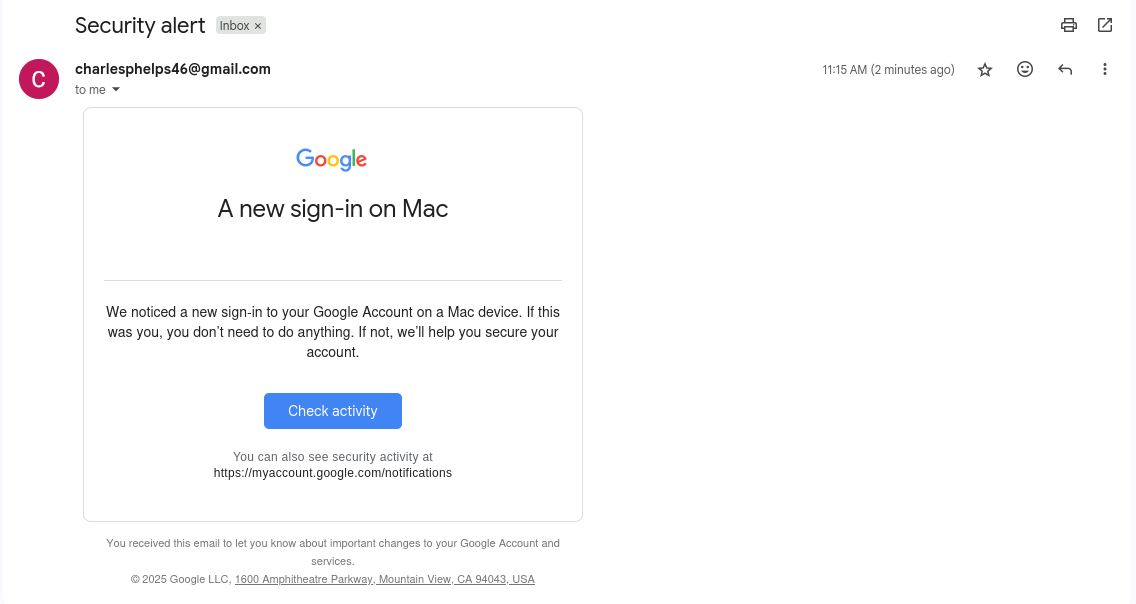 Security alert Inbox ×
C
charlesphelps46@gmail.com 11:15 AM (2 minutes ago)
to me
Google
A new sign-in on Mac
We noticed a new sign-in to your Google Account on a Mac device. If this
was you, you don’t need to do anything. If not, we’ll help you secure your
account.
Check activity
You can also see security activity at
https://myaccount.google.com/notifications
You received this email to let you know about important changes to your Google Account and
services.
© 2025 Google LLC, 1600 Amphitheatre Parkway, Mountain View, CA 94043, USA